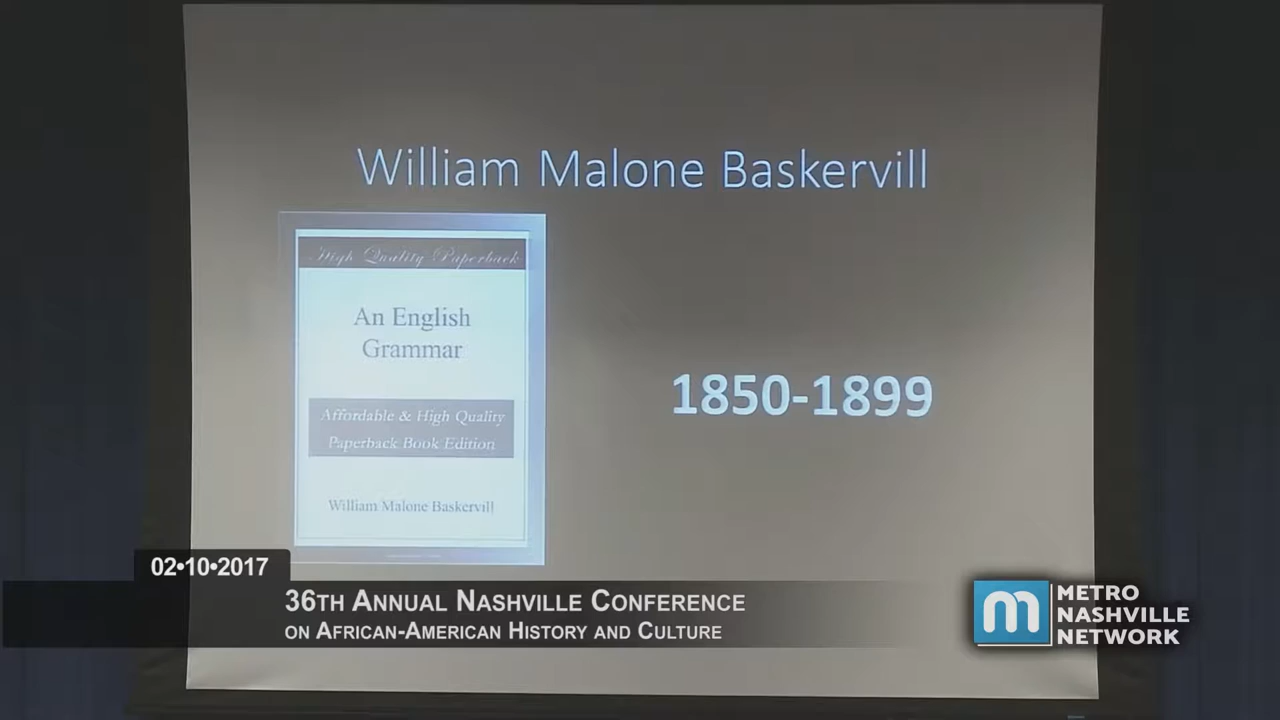 William Malone Baskervill
High Quality Paperback
An English
Grammar
Affordable & High Quality
Paperback Book Edition
William Malone Baskervill
1850-1899
02•10•2017
36TH ANNUAL NASHVILLE CONFERENCE
ON AFRICAN-AMERICAN HISTORY AND CULTURE
m
METRO
NASHVILLE
NETWORK